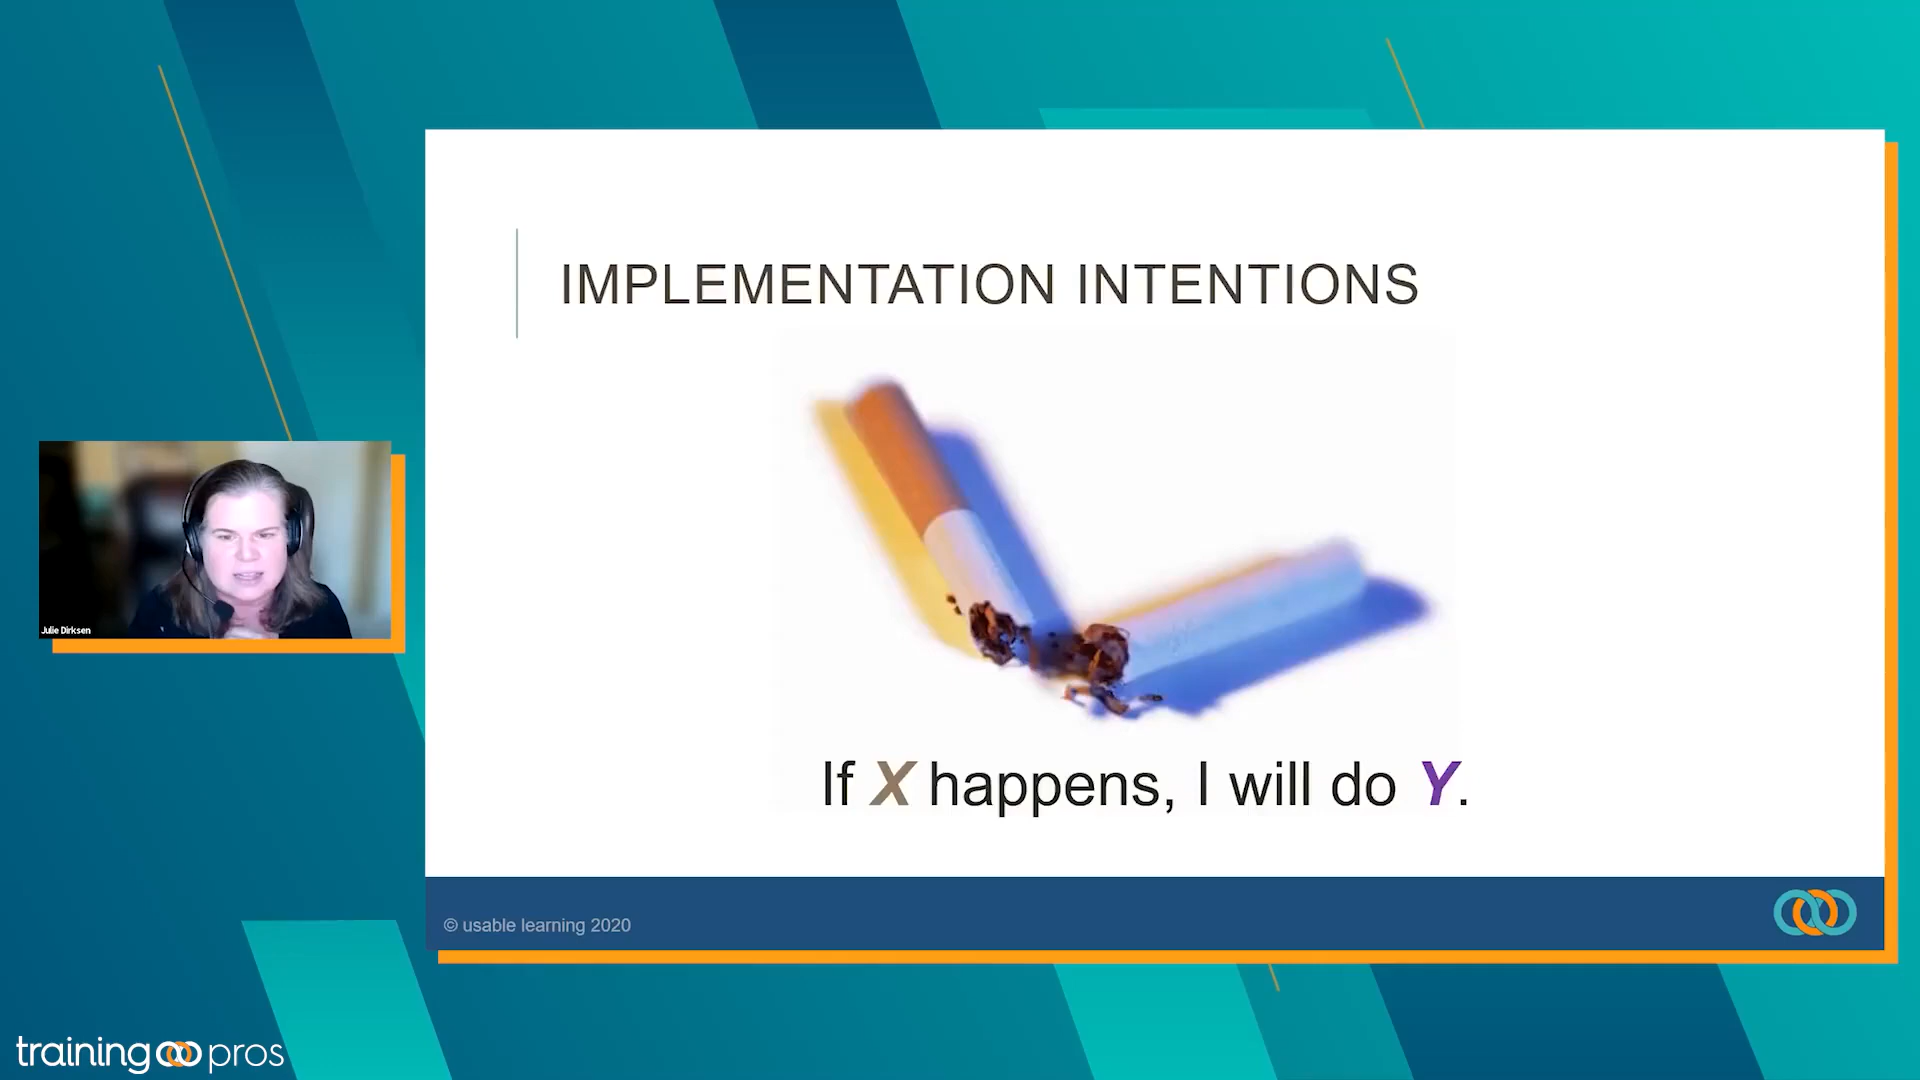 IMPLEMENTATION INTENTIONS
If X happens, I will do Y.
Julie Dirksen
© usable learning 2020
training pros